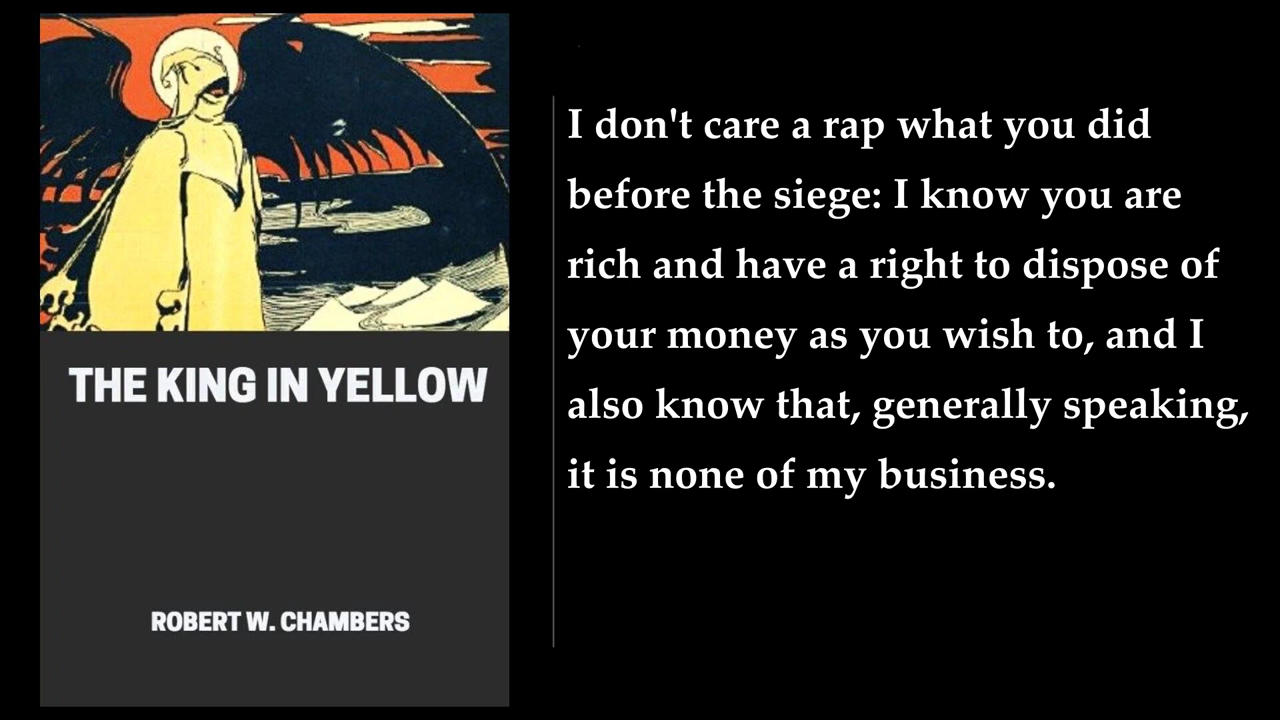 THE KING IN YELLOW
ROBERT W. CHAMBERS
I don't care a rap what you did
before the siege: I know you are
rich and have a right to dispose of
your money as you wish to, and I
also know that, generally speaking,
it is none of my business.